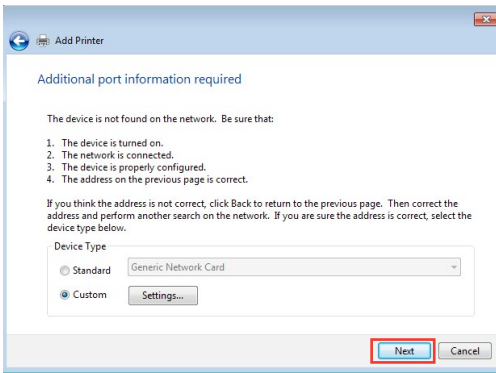 Add Printer
Additional port information required
The device is not found on the network. Be sure that:
1. The device is turned on.
2. The network is connected.
3. The device is properly configured.
4. The address on the previous page is correct.
If you think the address is not correct, click Back to return to the previous page. Then correct the
address and perform another search on the network. If you are sure the address is correct, select the
device type below.
Device Type
Standard Generic Network Card
Custom Settings...
Next Cancel